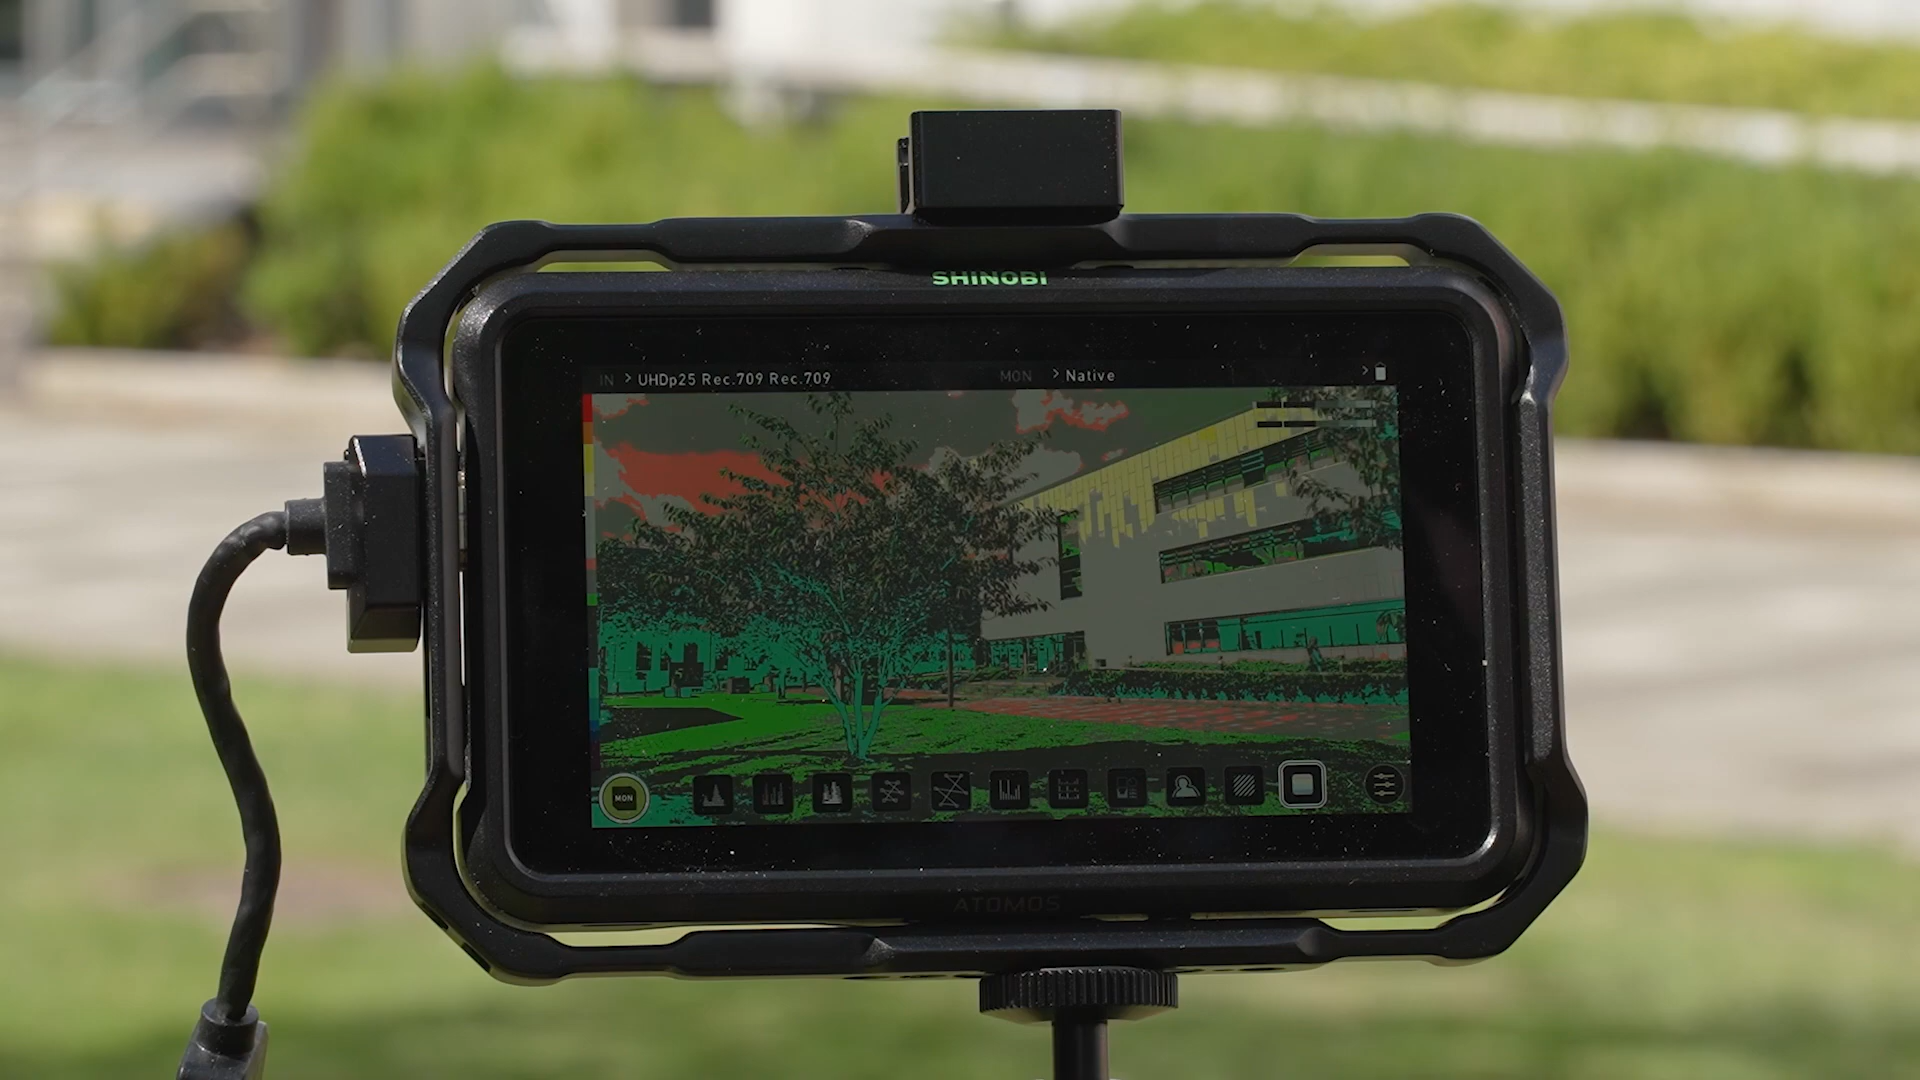 SHINOBI
IN > UHDp25 Rec.709 Rec.709
MON > Native
>
MON
ATOMOS